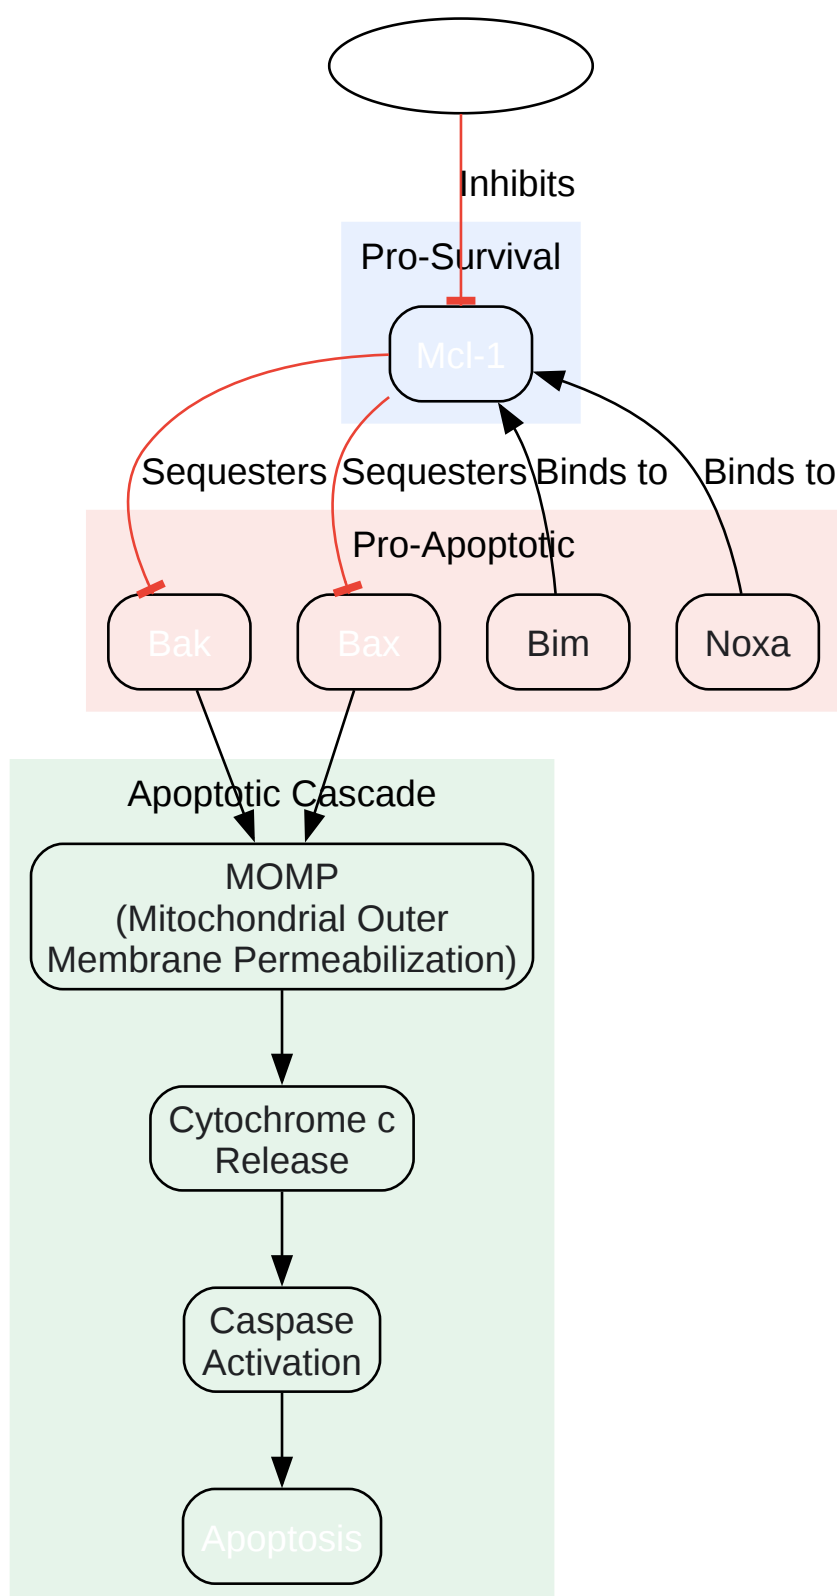 Inhibits
Pro-Survival
Mcl-1
Sequesters
Sequesters
Binds to
Binds to
Pro-Apoptotic
Bak
Bax
Bim
Noxa
Apoptotic Cascade
MOMP
(Mitochondrial Outer
Membrane Permeabilization)
Cytochrome c
Release
Caspase
Activation
Apoptosis